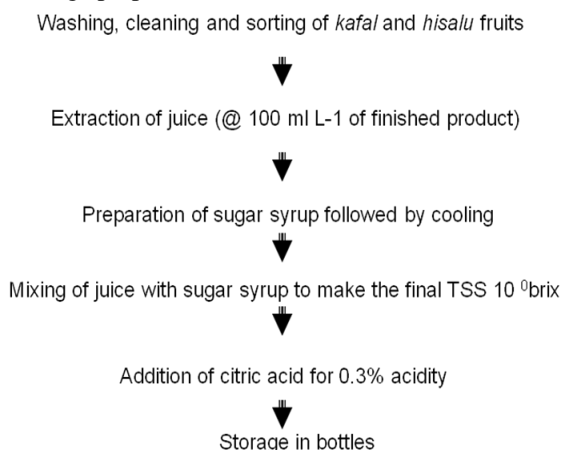 Washing, cleaning and sorting of kafal and hisalu fruits
Extraction of juice (@ 100 ml L-1 of finished product)
Preparation of sugar syrup followed by cooling
Mixing of juice with sugar syrup to make the final TSS 10 ⁰brix
Addition of citric acid for 0.3% acidity
Storage in bottles